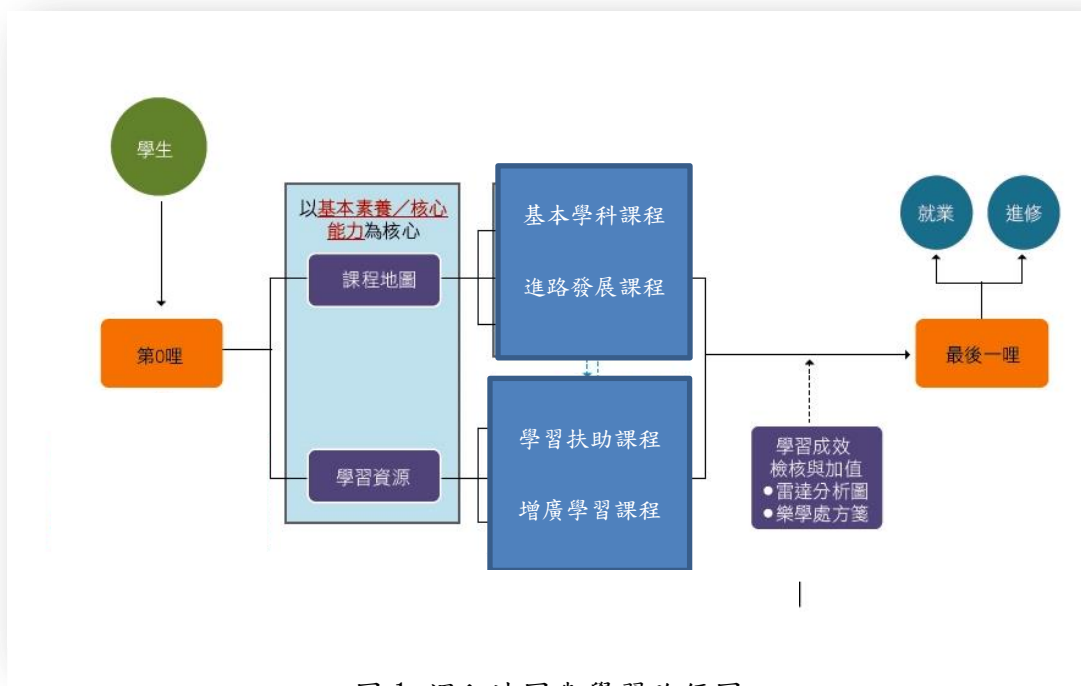 學生
第0哩
以基本素養／核心
能力為核心
課程地圖
學習資源
基本學科課程
進路發展課程
學習扶助課程
增廣學習課程
學習成效
檢核與加值
●雷達分析圖
●樂學處方箋
就業
進修
最後一哩
圖1